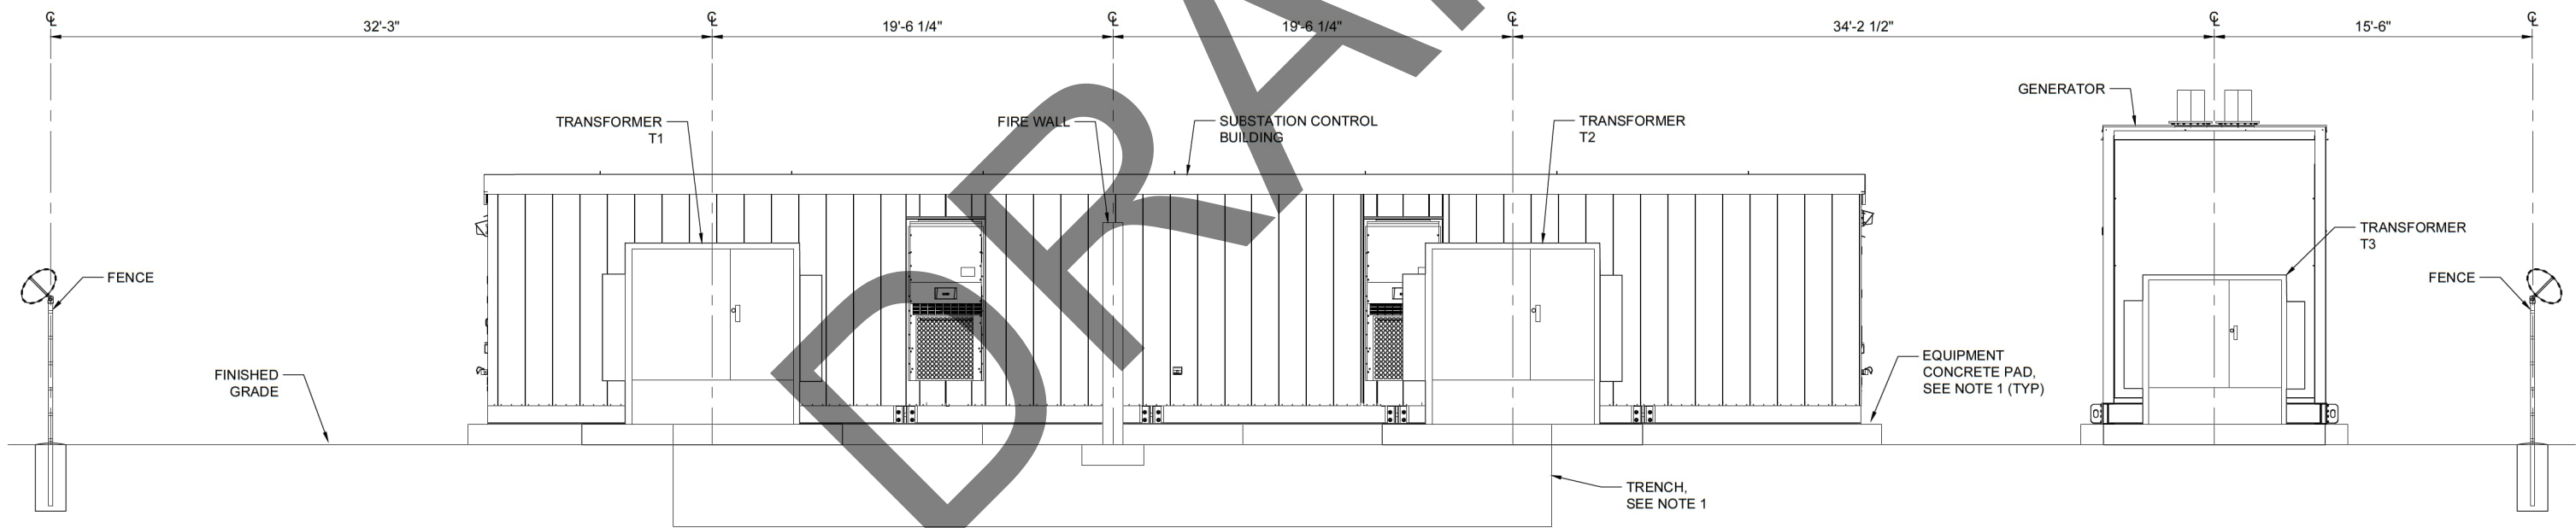 ℄ ℄ ℄ ℄ ℄ ℄
32'-3" 19'-6 1/4" 19'-6 1/4" 34'-2 1/2" 15'-6"
GENERATOR
TRANSFORMER
T1
FIRE WALL
SUBSTATION CONTROL
BUILDING
TRANSFORMER
T2
TRANSFORMER
T3
FENCE
FENCE
FINISHED
GRADE
EQUIPMENT
CONCRETE PAD,
SEE NOTE 1 (TYP)
TRENCH,
SEE NOTE 1
DRA